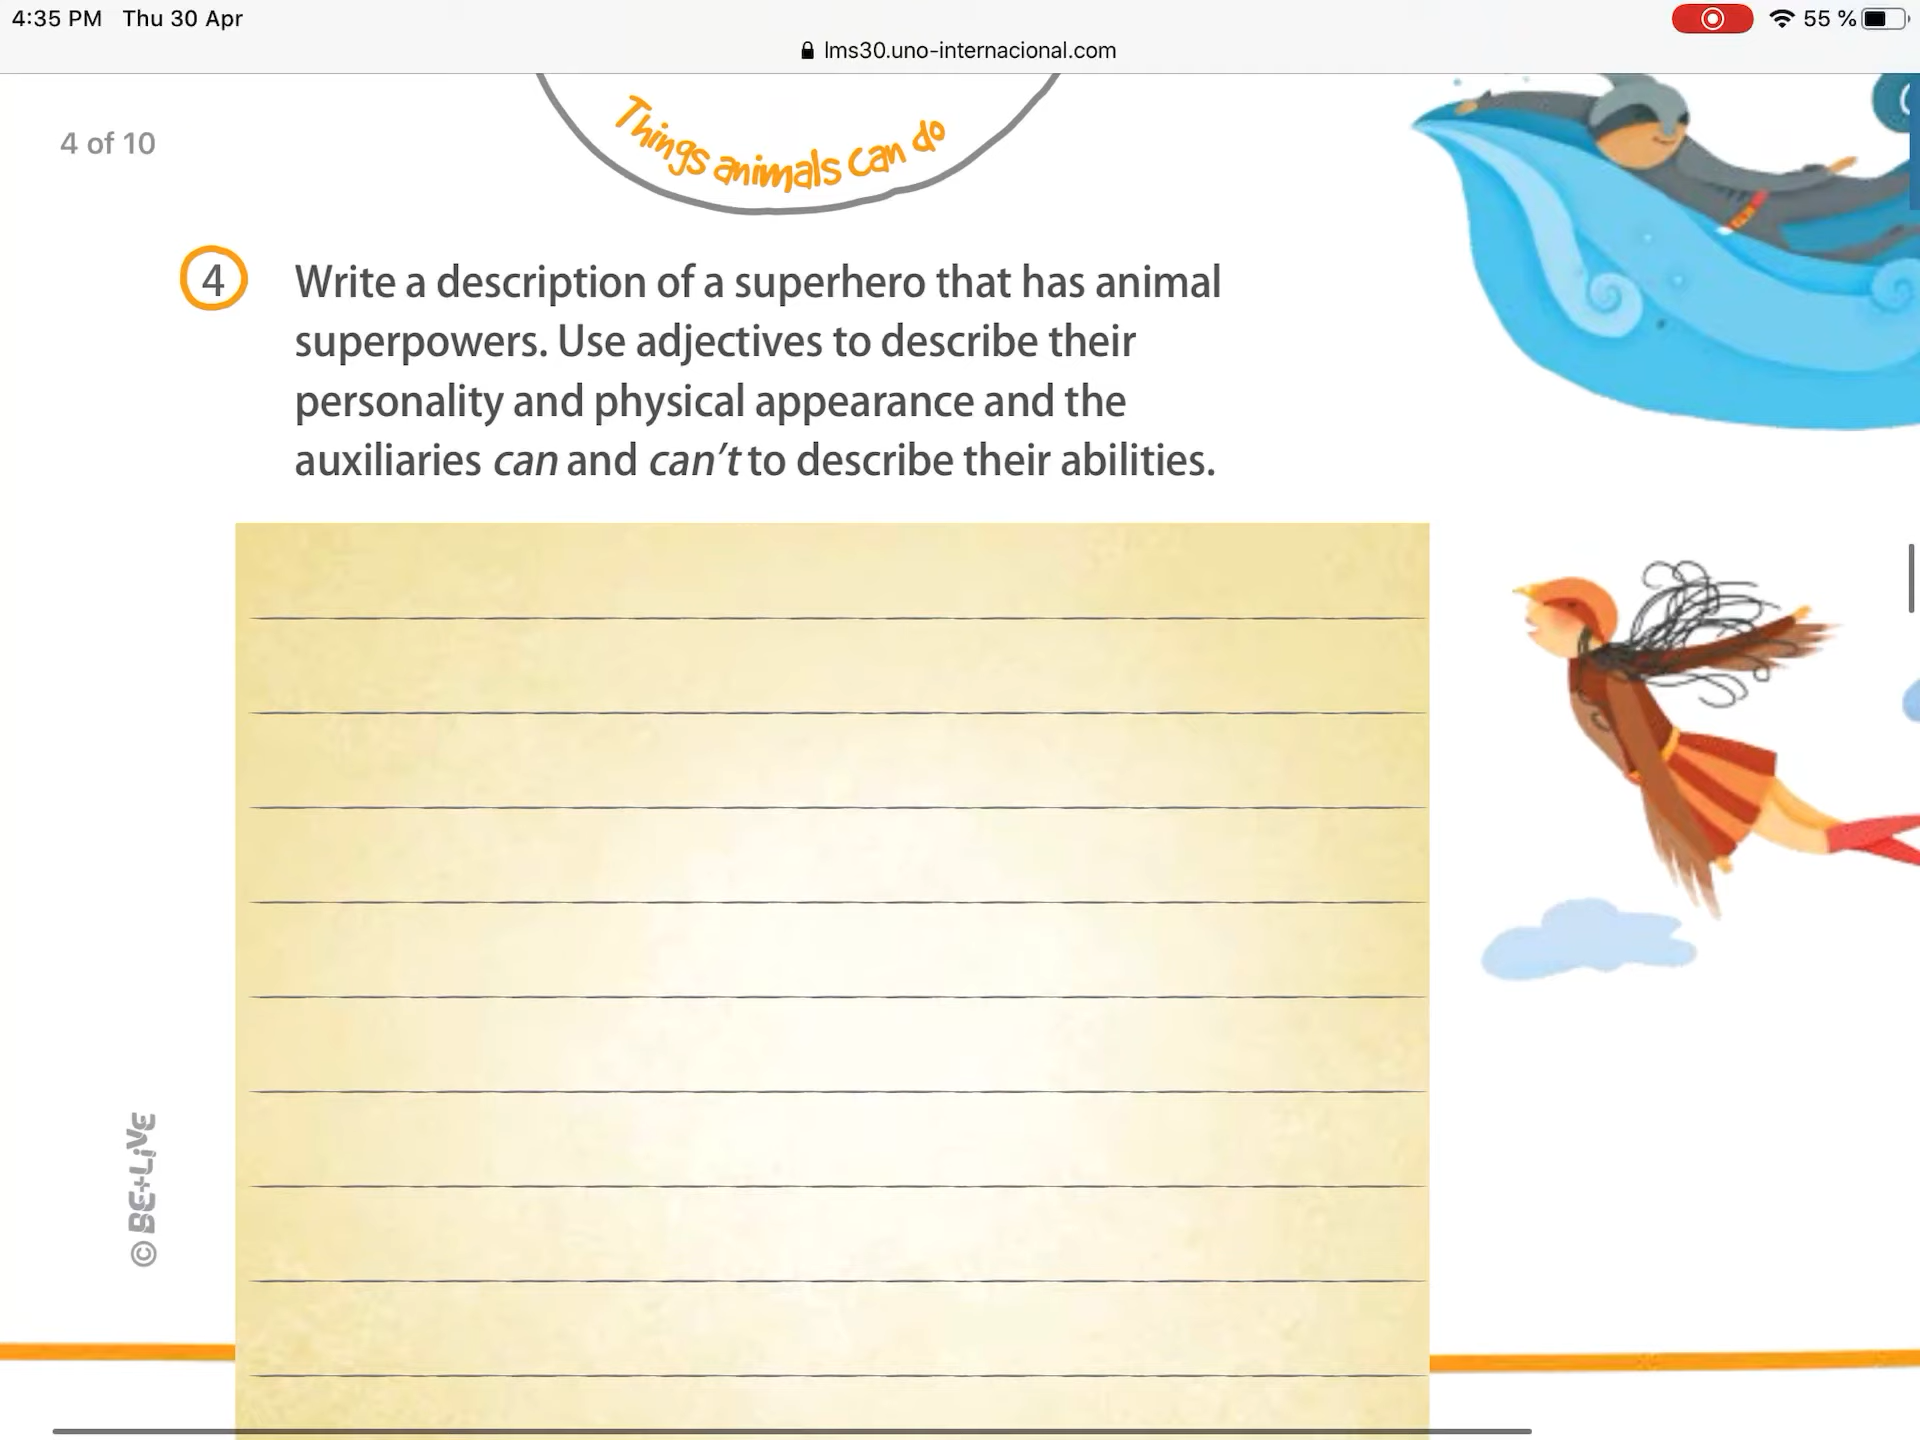 4:35 PM Thu 30 Apr
55 %
lms30.uno-internacional.com
Things animals can do
4 of 10
4
Write a description of a superhero that has animal
superpowers. Use adjectives to describe their
personality and physical appearance and the
auxiliaries can and can't to describe their abilities.
© BE+LiVE